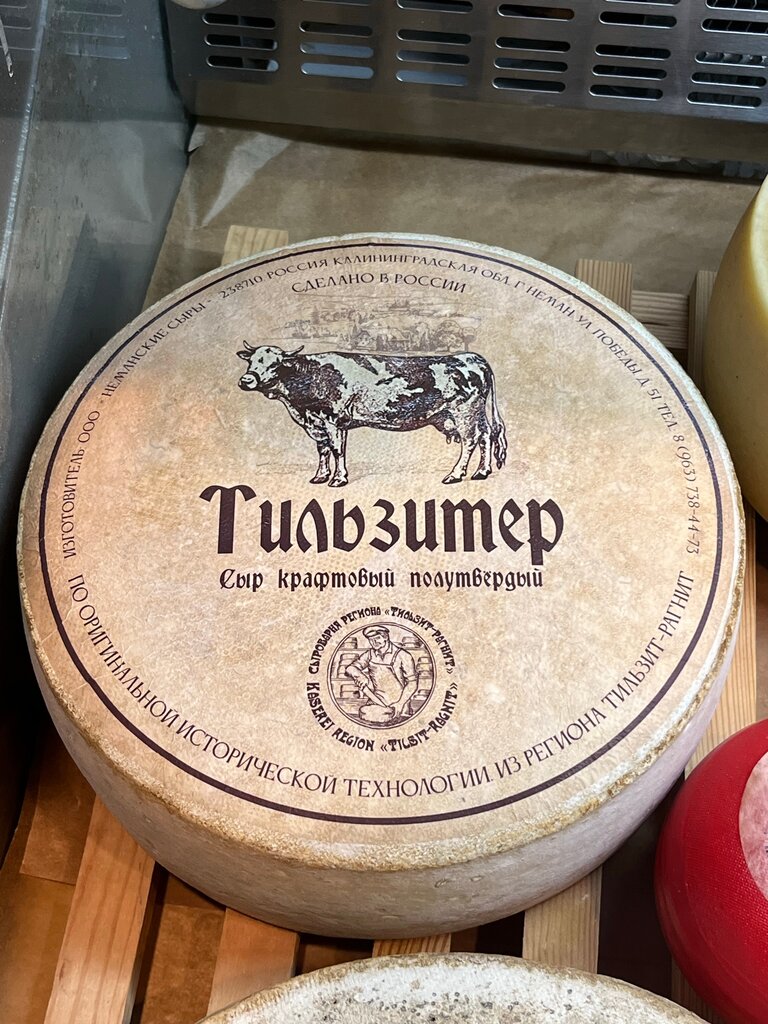 ИЗГОТОВИТЕЛЬ ООО - НЕМАНСКИЕ СЫРЫ - 238710 РОССИЯ КАЛИНИНГРАДСКАЯ ОБЛ. Г НЕМАН УЛ ПОБЕДЫ Д 51 ТЕЛ. 8 (963) 738-44-73
СДЕЛАНО В РОССИИ
Тильзитер
Сыр крафтовый полутвёрдый
СЫРОВАРНЯ РЕГИОНА «ТИЛЬЗИТ-РАГНИТ»
KÄSEREI REGION «TILSIT-RAGNIT»
ПО ОРИГИНАЛЬНОЙ ИСТОРИЧЕСКОЙ ТЕХНОЛОГИИ ИЗ РЕГИОНА ТИЛЬЗИТ-РАГНИТ